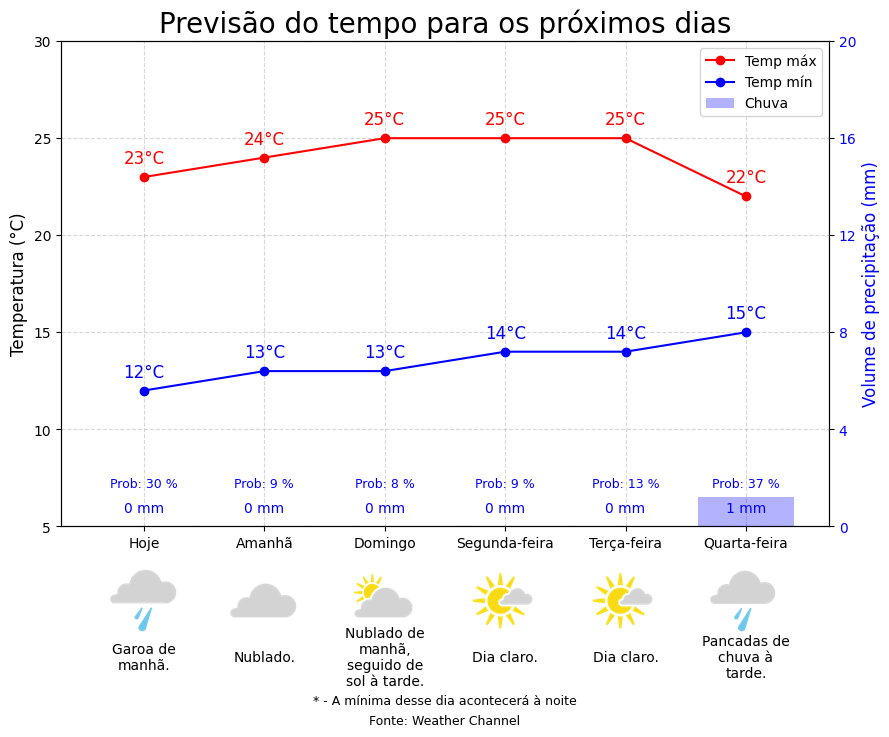 Previsão do tempo para os próximos dias
30
25
20
15
10
5
Temperatura (°C)
20
16
12
8
4
0
Volume de precipitação (mm)
Temp máx
Temp mín
Chuva
23°C
24°C
25°C
25°C
25°C
22°C
12°C
13°C
13°C
14°C
14°C
15°C
Prob: 30 %
Prob: 9 %
Prob: 8 %
Prob: 9 %
Prob: 13 %
Prob: 37 %
0 mm
0 mm
0 mm
0 mm
0 mm
1 mm
Hoje
Amanhã
Domingo
Segunda-feira
Terça-feira
Quarta-feira
Garoa de
manhã.
Nublado.
Nublado de
manhã,
seguido de
sol à tarde.
Dia claro.
Dia claro.
Pancadas de
chuva à
tarde.
* - A mínima desse dia acontecerá à noite
Fonte: Weather Channel